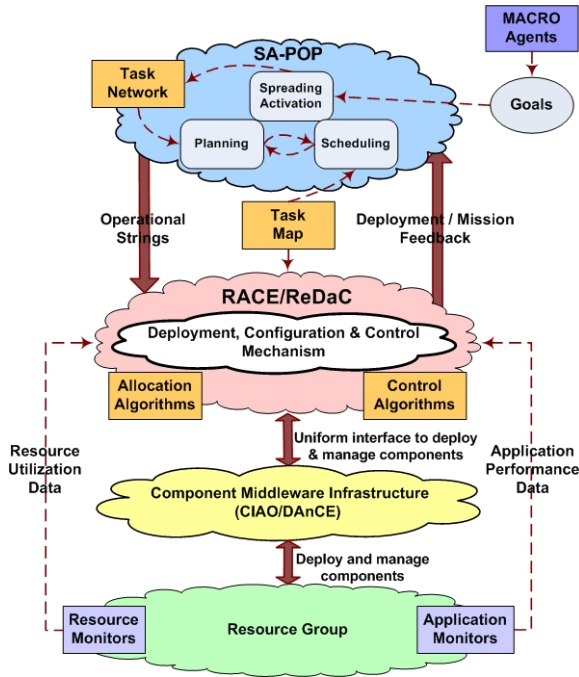 MACRO
Agents
SA-POP
Task
Network
Spreading
Activation
Goals
Planning
Scheduling
Operational
Strings
Task
Map
Deployment / Mission
Feedback
RACE/ReDaC
Deployment, Configuration & Control
Mechanism
Allocation
Algorithms
Control
Algorithms
Resource
Utilization
Data
Uniform interface to deploy
& manage components
Application
Performance
Data
Component Middleware Infrastructure
(CIAO/DAnCE)
Deploy and manage
components
Resource
Monitors
Resource Group
Application
Monitors